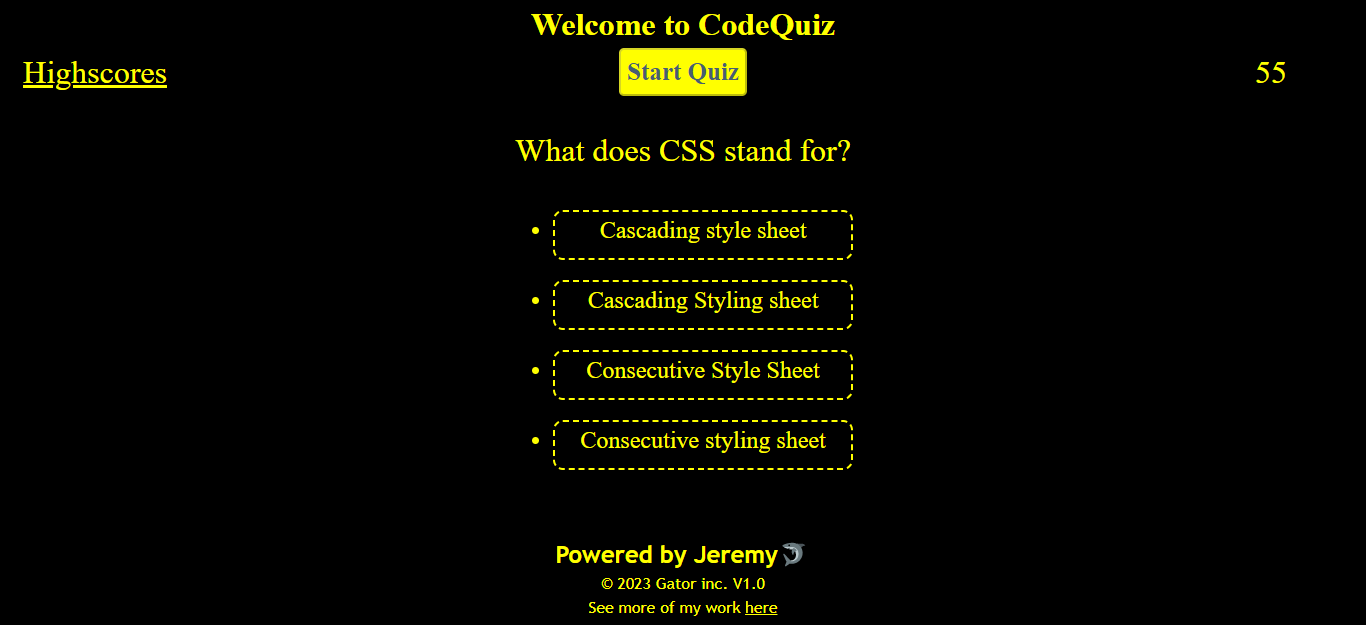 Welcome to CodeQuiz
Highscores
Start Quiz
55
What does CSS stand for?
Cascading style sheet
Cascading Styling sheet
Consecutive Style Sheet
Consecutive styling sheet
Powered by Jeremy
© 2023 Gator inc. V1.0
See more of my work here